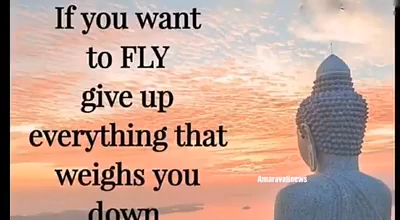 If you want
to FLY
give up
everything that
weighs you
down
Amaravatinews